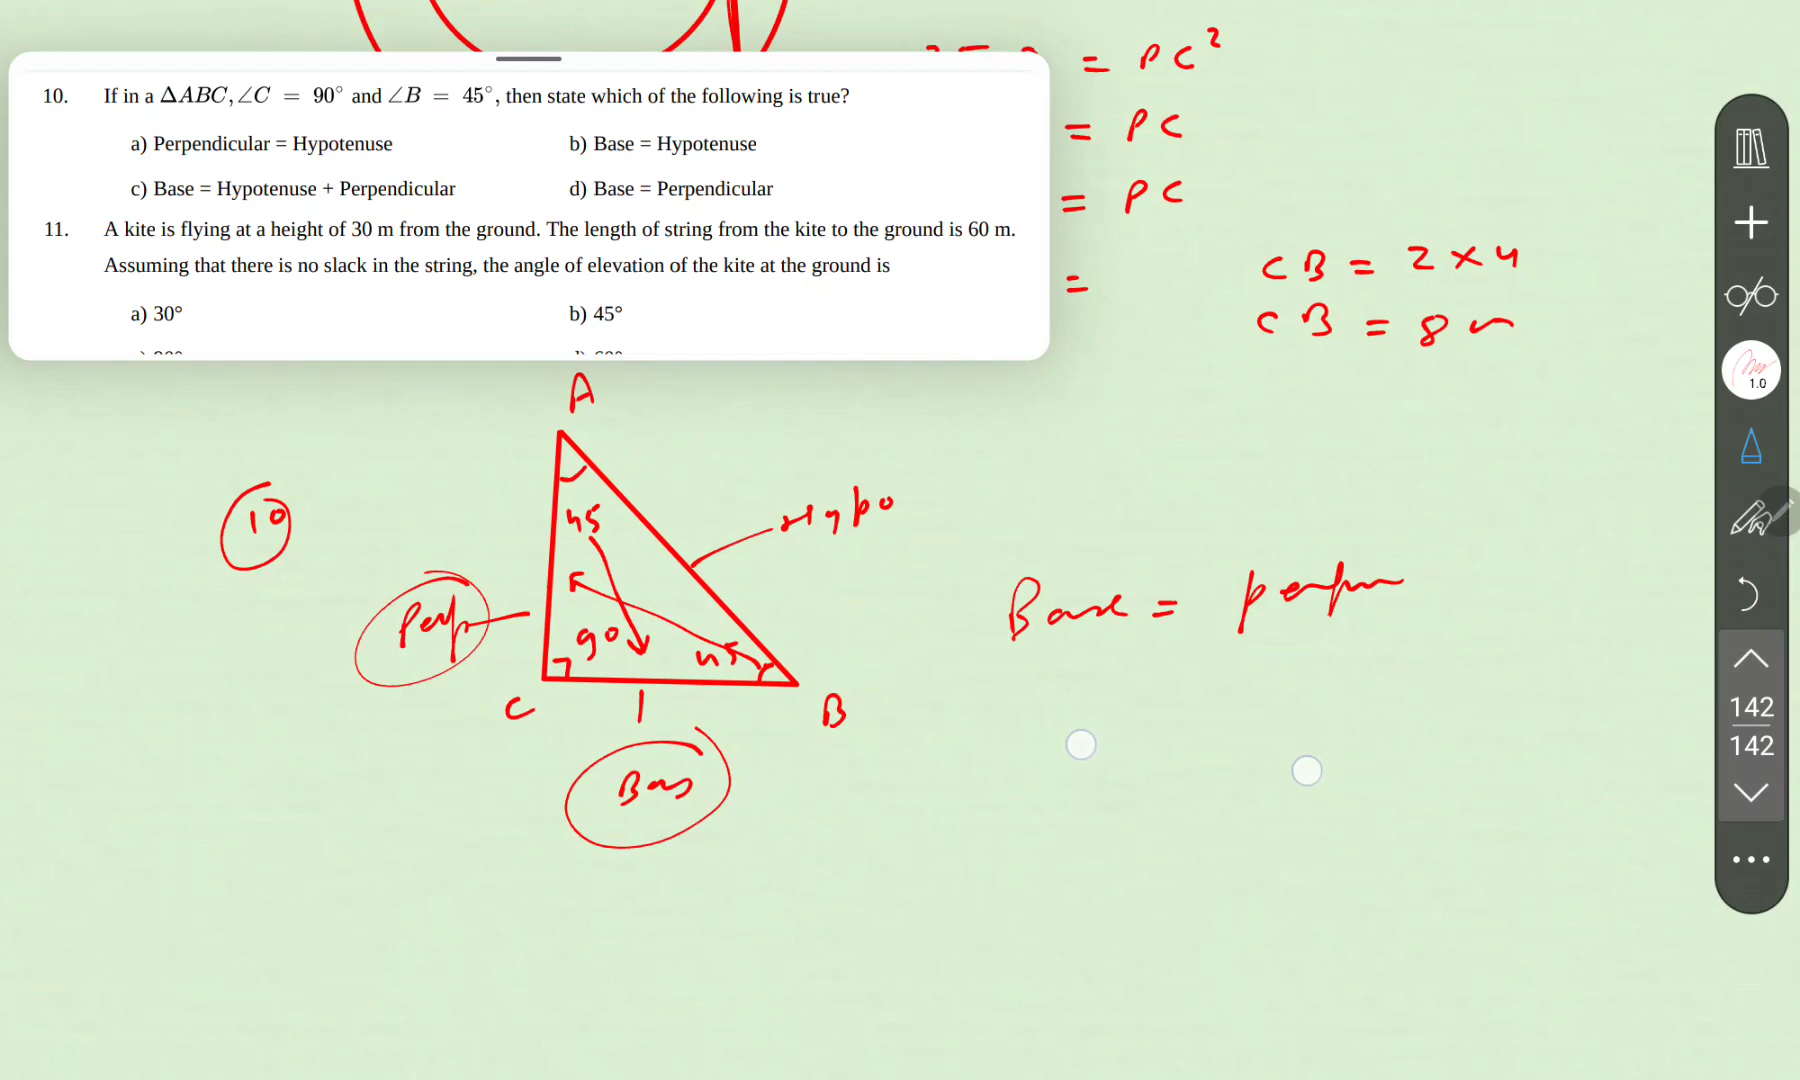 = PC²
10. If in a ΔABC, ∠C = 90° and ∠B = 45°, then state which of the following is true?
a) Perpendicular = Hypotenuse b) Base = Hypotenuse
c) Base = Hypotenuse + Perpendicular d) Base = Perpendicular
11. A kite is flying at a height of 30 m from the ground. The length of string from the kite to the ground is 60 m.
Assuming that there is no slack in the string, the angle of elevation of the kite at the ground is
a) 30° b) 45°
= PC
= PC
=
CB = 2 × 4
CB = 8 m
1.0
A
10
45
Hypo
Perp
90
45
C
B
Bas
Base = perpen
142
142